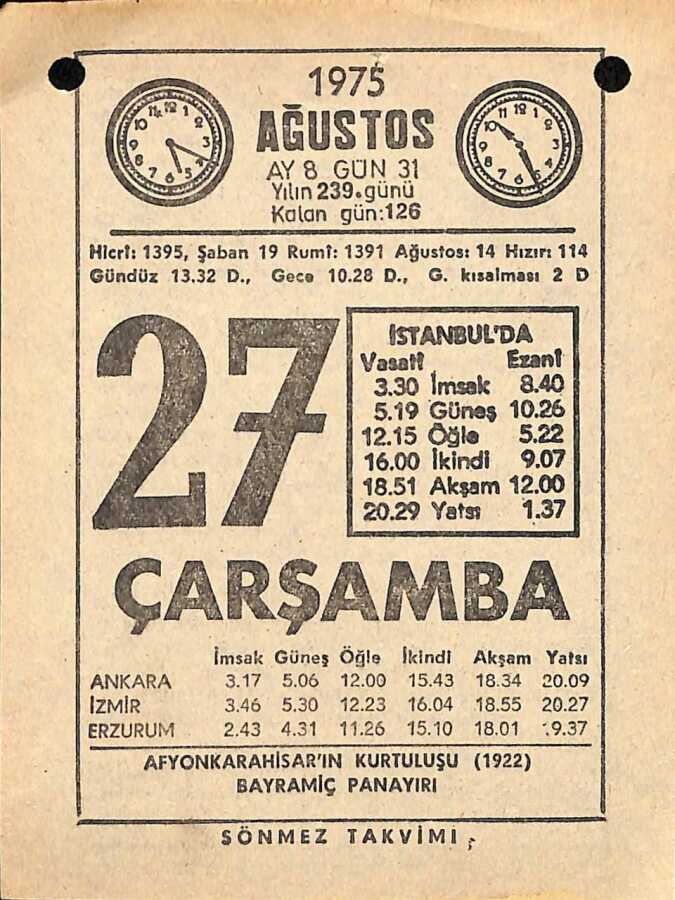 1975
AĞUSTOS
AY 8 GÜN 31
Yılın 239.günü
Kalan gün:126
Hicrî: 1395, Şaban 19 Rumî: 1391 Ağustos: 14 Hızır: 114
Gündüz 13.32 D., Gece 10.28 D., G. kısalması 2 D
27
İSTANBUL'DA
Vasatî Ezanî
3.30 İmsak 8.40
5.19 Güneş 10.26
12.15 Öğle 5.22
16.00 İkindi 9.07
18.51 Akşam 12.00
20.29 Yatsı 1.37
ÇARŞAMBA
İmsak Güneş Öğle İkindi Akşam Yatsı
ANKARA 3.17 5.06 12.00 15.43 18.34 20.09
İZMİR 3.46 5.30 12.23 16.04 18.55 20.27
ERZURUM 2.43 4.31 11.26 15.10 18.01 19.37
AFYONKARAHİSAR'IN KURTULUŞU (1922)
BAYRAMİÇ PANAYIRI
SÖNMEZ TAKVİMİ